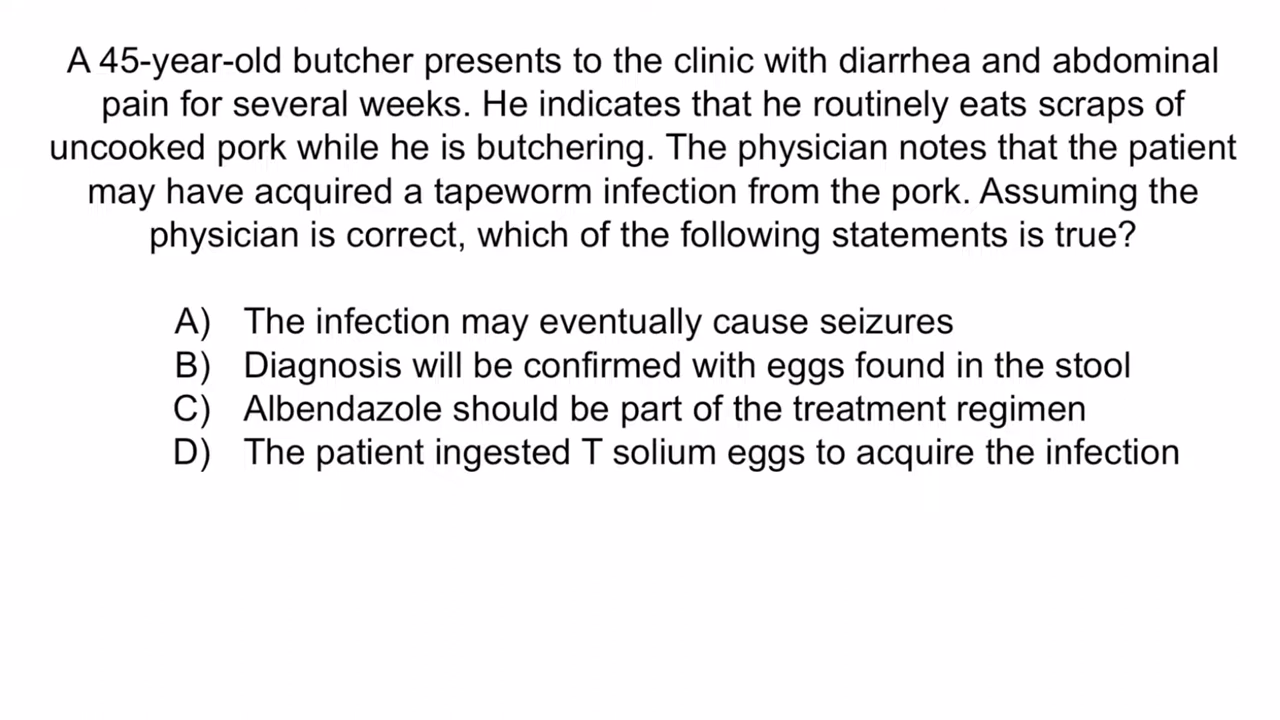 A 45-year-old butcher presents to the clinic with diarrhea and abdominal
pain for several weeks. He indicates that he routinely eats scraps of
uncooked pork while he is butchering. The physician notes that the patient
may have acquired a tapeworm infection from the pork. Assuming the
physician is correct, which of the following statements is true?
A) The infection may eventually cause seizures
B) Diagnosis will be confirmed with eggs found in the stool
C) Albendazole should be part of the treatment regimen
D) The patient ingested T solium eggs to acquire the infection